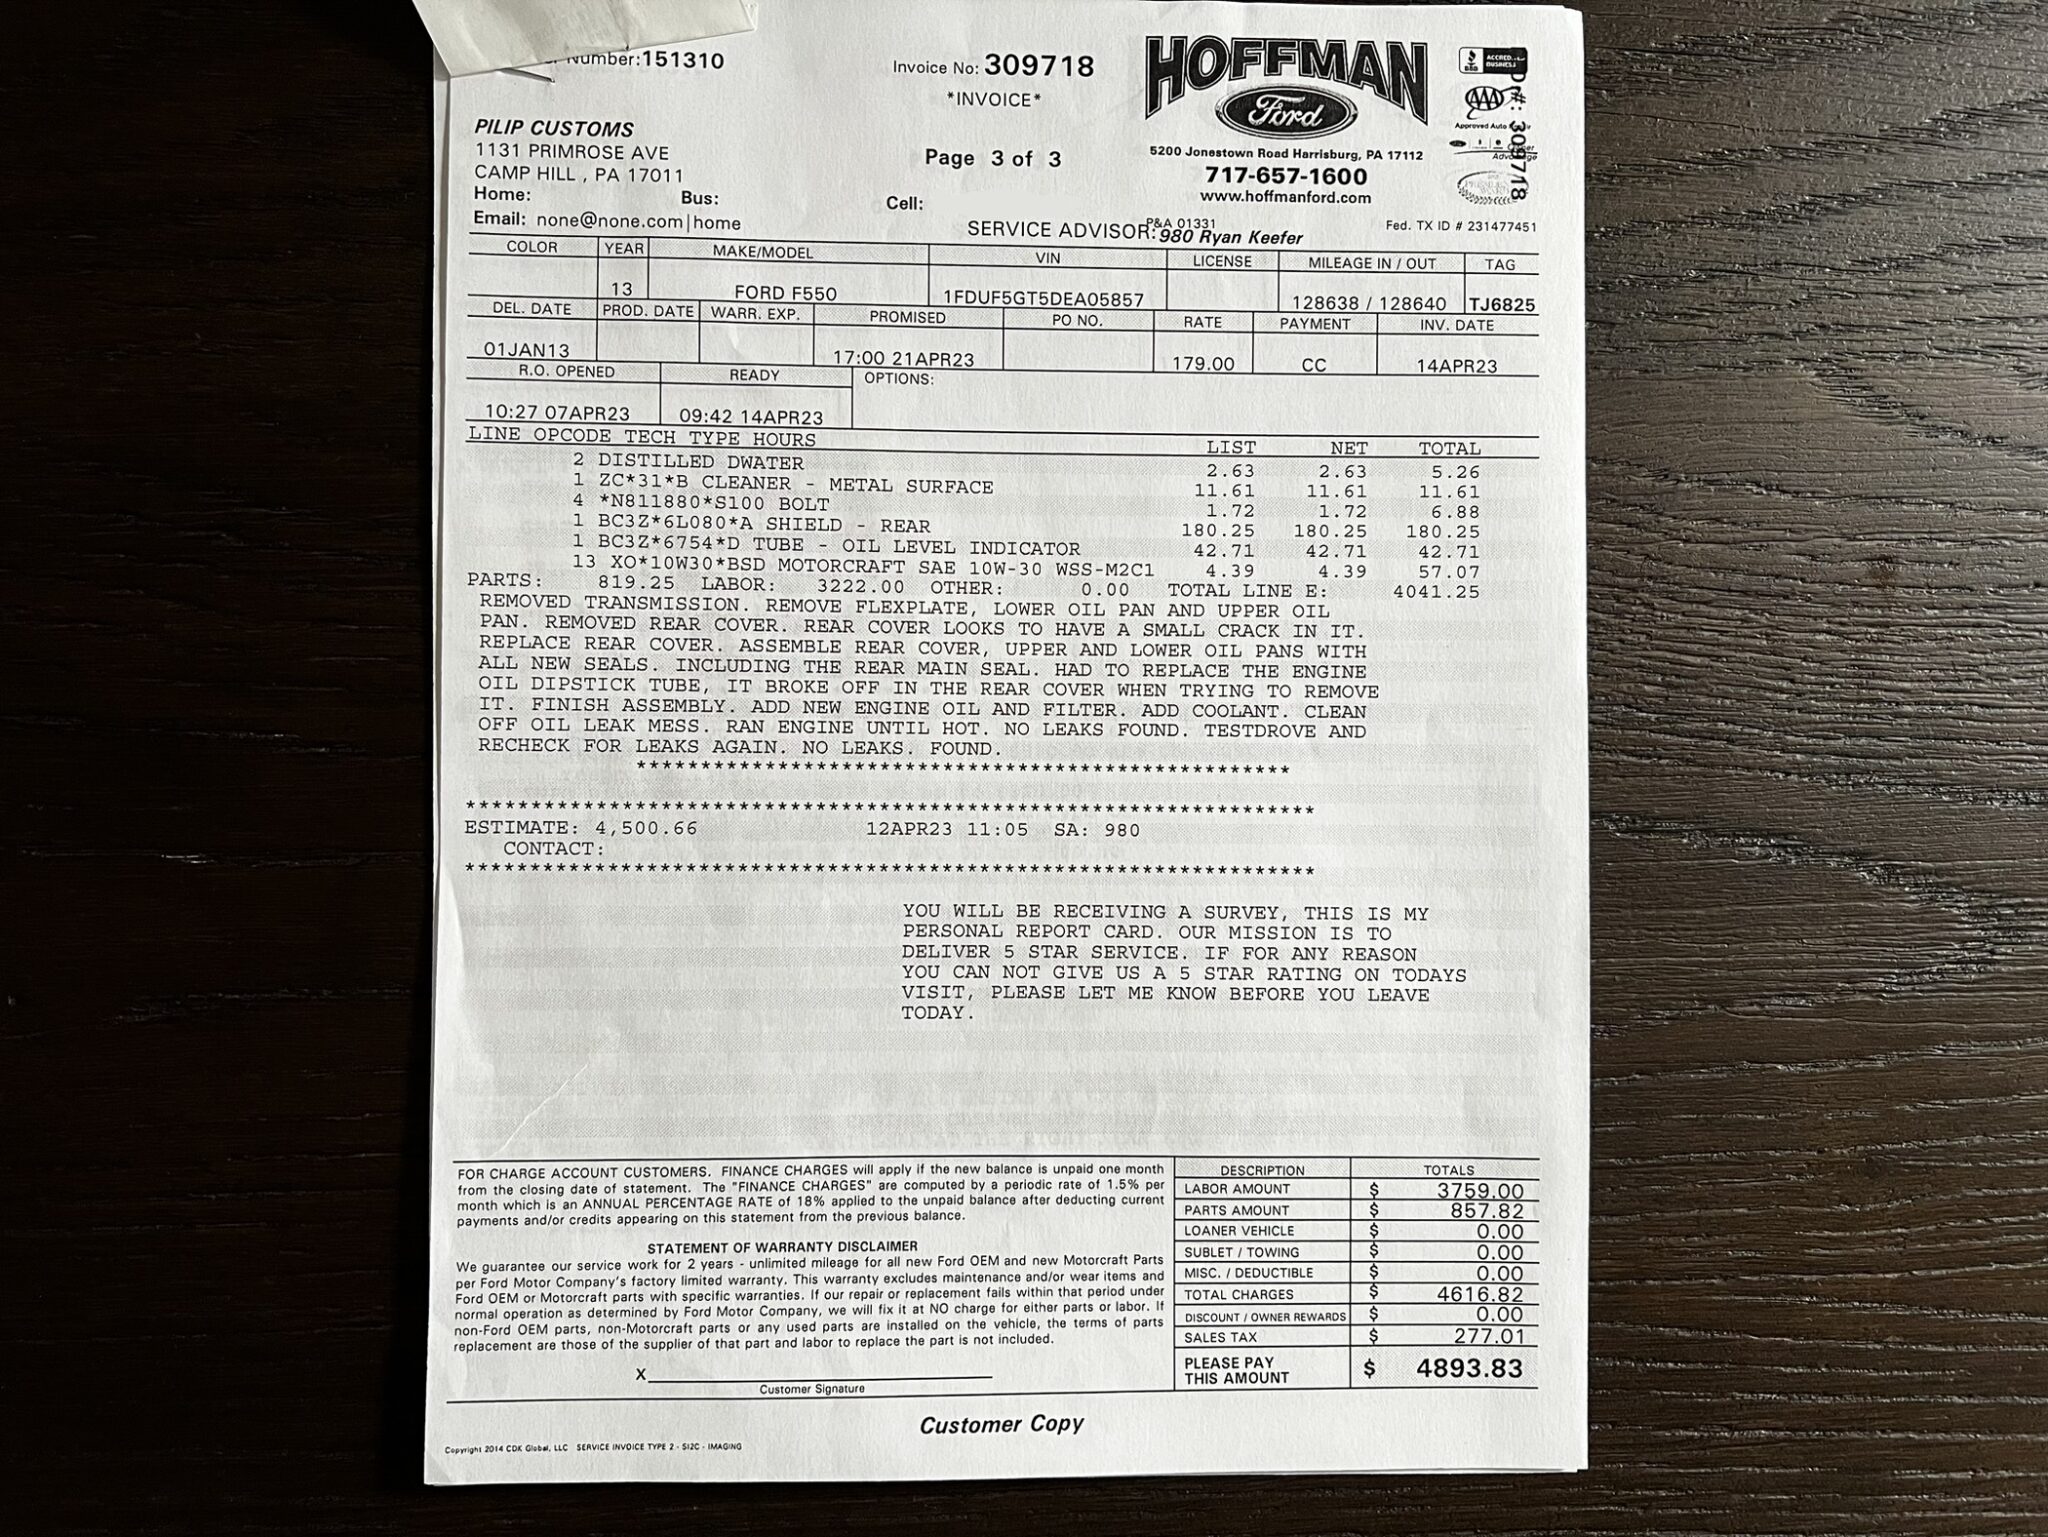 Number:151310
Invoice No: 309718
*INVOICE*
HOFFMAN
Ford
ACCRED
BUSINESS
BBB
AAA
Approved Auto
#: 309718
PILIP CUSTOMS
1131 PRIMROSE AVE
CAMP HILL , PA 17011
Page 3 of 3
5200 Jonestown Road Harrisburg, PA 17112
717-657-1600
www.hoffmanford.com
Home: Bus: Cell:
Email: none@none.com|home
P&A 01331
SERVICE ADVISOR: 980 Ryan Keefer
Fed. TX ID # 231477451
COLOR YEAR MAKE/MODEL VIN LICENSE MILEAGE IN / OUT TAG
13 FORD F550 1FDUF5GT5DEA05857 128638 / 128640 TJ6825
DEL. DATE PROD. DATE WARR. EXP. PROMISED PO NO. RATE PAYMENT INV. DATE
01JAN13 17:00 21APR23 179.00 CC 14APR23
R.O. OPENED READY OPTIONS:
10:27 07APR23 09:42 14APR23
LINE OPCODE TECH TYPE HOURS LIST NET TOTAL
2 DISTILLED DWATER 2.63 2.63 5.26
1 ZC*31*B CLEANER - METAL SURFACE 11.61 11.61 11.61
4 *N811880*S100 BOLT 1.72 1.72 6.88
1 BC3Z*6L080*A SHIELD - REAR 180.25 180.25 180.25
1 BC3Z*6754*D TUBE - OIL LEVEL INDICATOR 42.71 42.71 42.71
13 XO*10W30*BSD MOTORCRAFT SAE 10W-30 WSS-M2C1 4.39 4.39 57.07
PARTS: 819.25 LABOR: 3222.00 OTHER: 0.00 TOTAL LINE E: 4041.25
REMOVED TRANSMISSION. REMOVE FLEXPLATE, LOWER OIL PAN AND UPPER OIL
PAN. REMOVED REAR COVER. REAR COVER LOOKS TO HAVE A SMALL CRACK IN IT.
REPLACE REAR COVER. ASSEMBLE REAR COVER, UPPER AND LOWER OIL PANS WITH
ALL NEW SEALS. INCLUDING THE REAR MAIN SEAL. HAD TO REPLACE THE ENGINE
OIL DIPSTICK TUBE, IT BROKE OFF IN THE REAR COVER WHEN TRYING TO REMOVE
IT. FINISH ASSEMBLY. ADD NEW ENGINE OIL AND FILTER. ADD COOLANT. CLEAN
OFF OIL LEAK MESS. RAN ENGINE UNTIL HOT. NO LEAKS FOUND. TESTDROVE AND
RECHECK FOR LEAKS AGAIN. NO LEAKS. FOUND.
***************************************************
******************************************************************
ESTIMATE: 4,500.66 12APR23 11:05 SA: 980
CONTACT:
******************************************************************
YOU WILL BE RECEIVING A SURVEY, THIS IS MY
PERSONAL REPORT CARD. OUR MISSION IS TO
DELIVER 5 STAR SERVICE. IF FOR ANY REASON
YOU CAN NOT GIVE US A 5 STAR RATING ON TODAYS
VISIT, PLEASE LET ME KNOW BEFORE YOU LEAVE
TODAY.
FOR CHARGE ACCOUNT CUSTOMERS. FINANCE CHARGES will apply if the new balance is unpaid one month
from the closing date of statement. The "FINANCE CHARGES" are computed by a periodic rate of 1.5% per
month which is an ANNUAL PERCENTAGE RATE of 18% applied to the unpaid balance after deducting current
payments and/or credits appearing on this statement from the previous balance.
STATEMENT OF WARRANTY DISCLAIMER
We guarantee our service work for 2 years - unlimited mileage for all new Ford OEM and new Motorcraft Parts
per Ford Motor Company's factory limited warranty. This warranty excludes maintenance and/or wear items and
Ford OEM or Motorcraft parts with specific warranties. If our repair or replacement fails within that period under
normal operation as determined by Ford Motor Company, we will fix it at NO charge for either parts or labor. If
non-Ford OEM parts, non-Motorcraft parts or any used parts are installed on the vehicle, the terms of parts
replacement are those of the supplier of that part and labor to replace the part is not included.
X
Customer Signature
DESCRIPTION TOTALS
LABOR AMOUNT $ 3759.00
PARTS AMOUNT $ 857.82
LOANER VEHICLE $ 0.00
SUBLET / TOWING $ 0.00
MISC. / DEDUCTIBLE $ 0.00
TOTAL CHARGES $ 4616.82
DISCOUNT / OWNER REWARDS $ 0.00
SALES TAX $ 277.01
PLEASE PAY
THIS AMOUNT $ 4893.83
Customer Copy
Copyright 2014 CDK Global, LLC SERVICE INVOICE TYPE 2 - SI2C - IMAGING